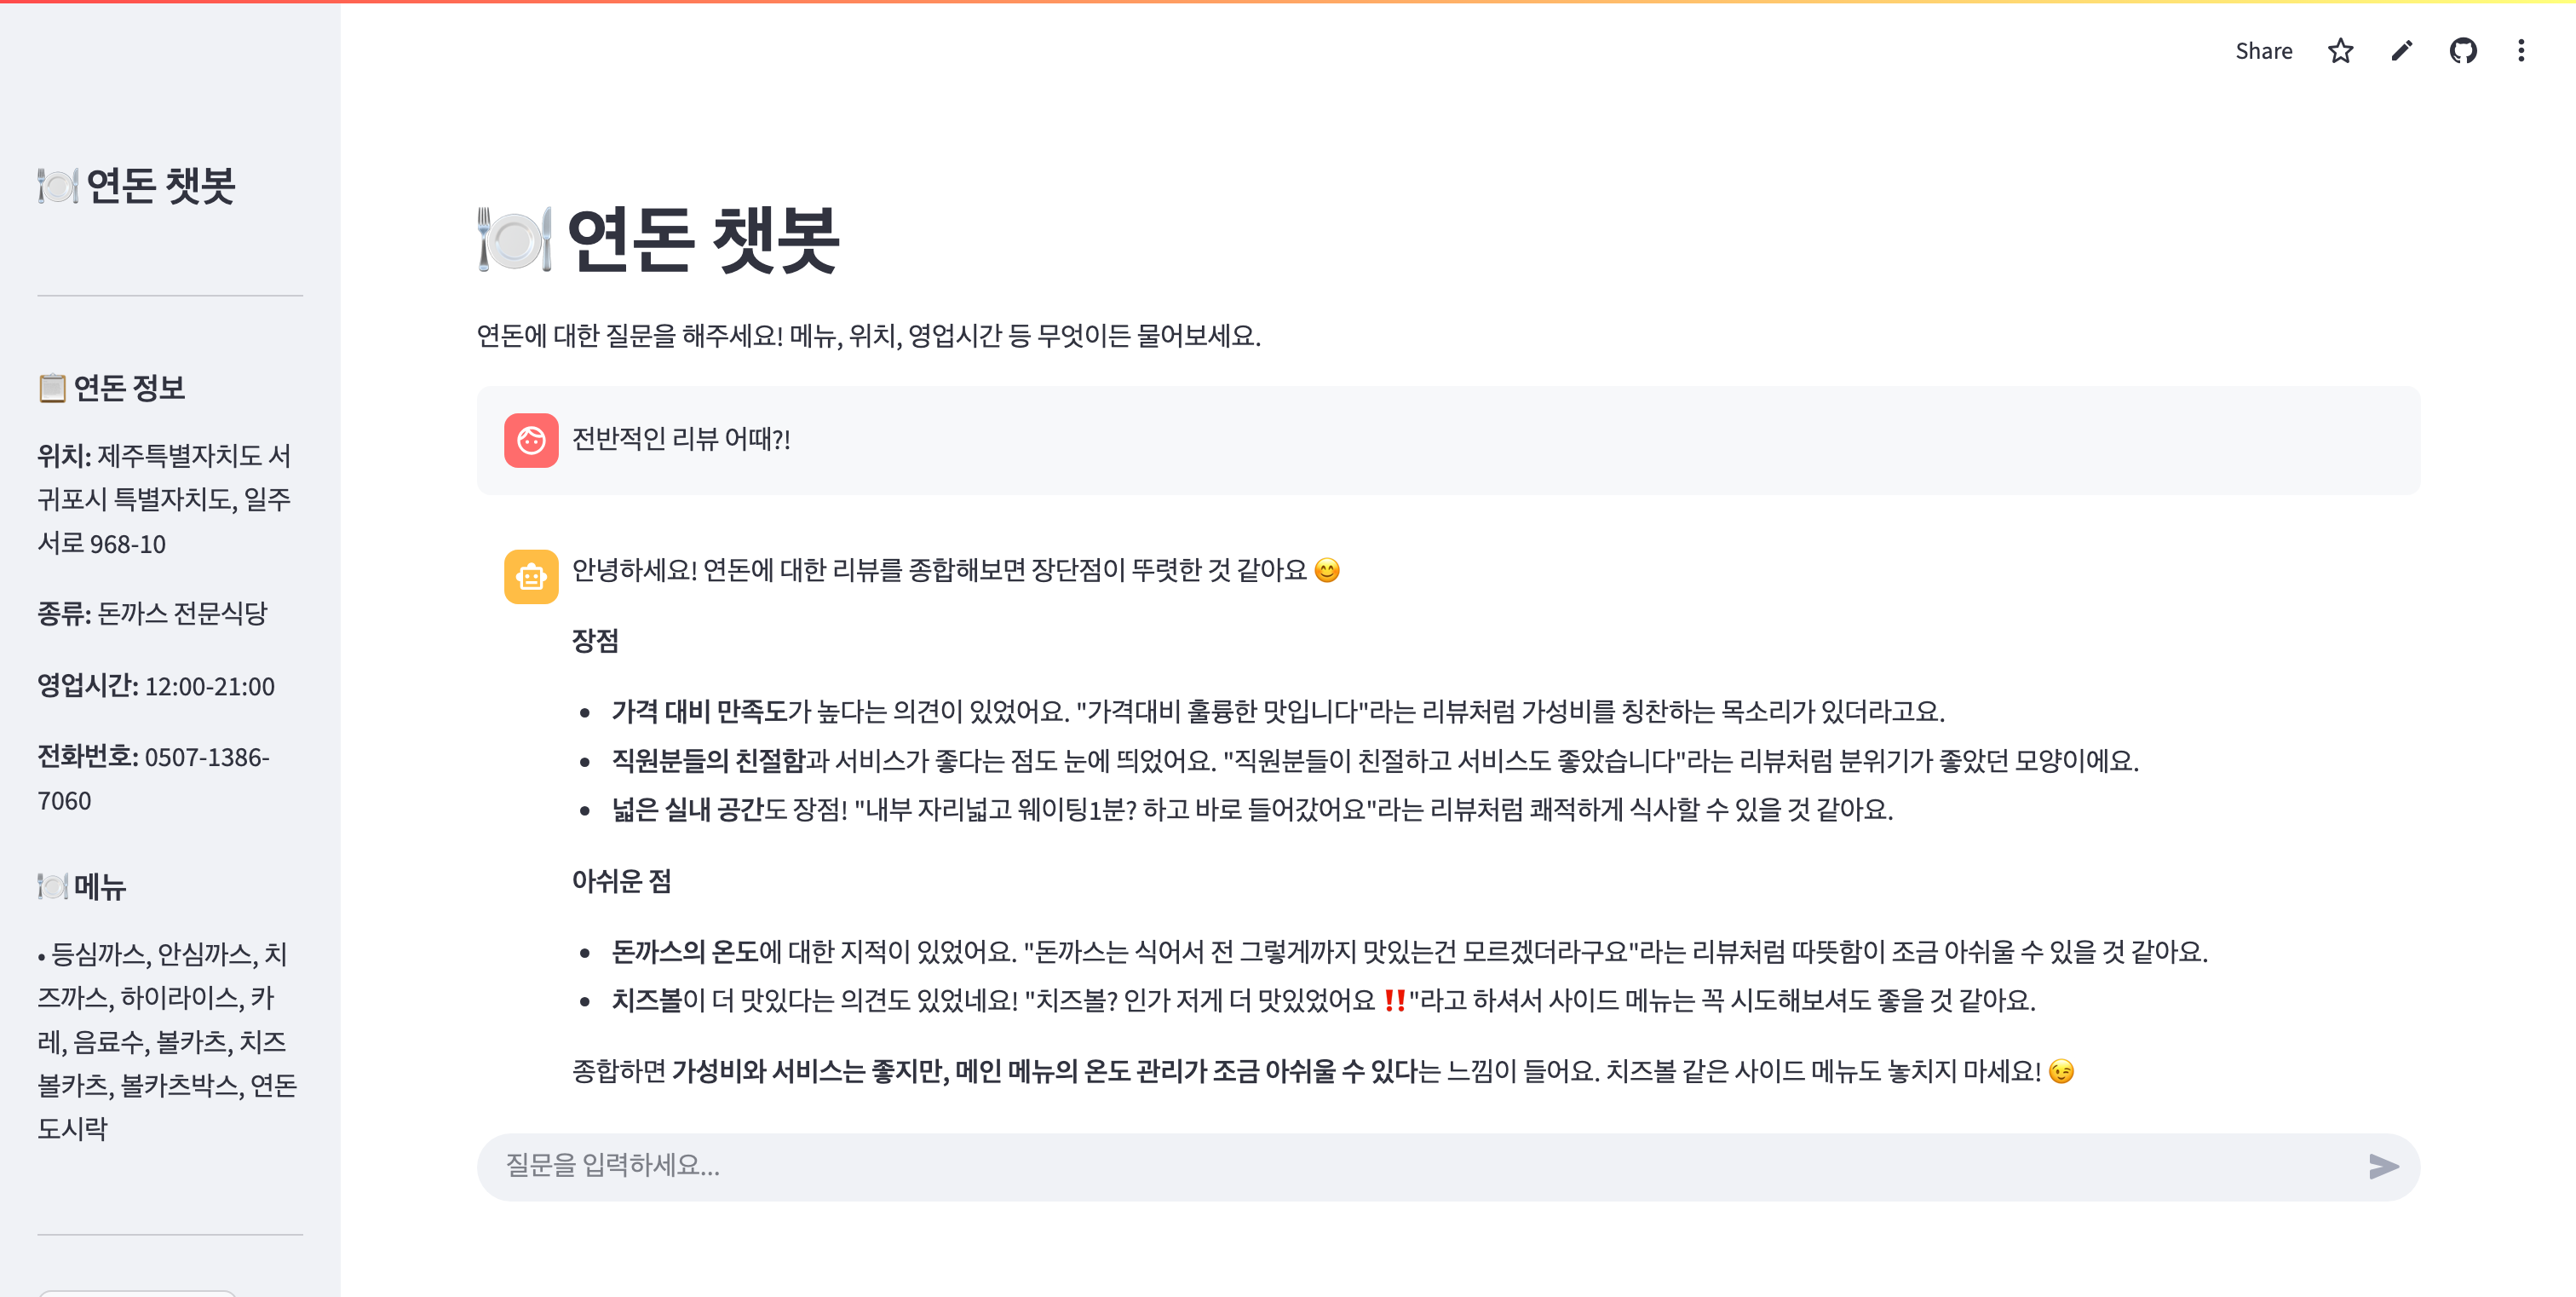 Share
연돈 챗봇
연돈 정보
위치: 제주특별자치도 서
귀포시 특별자치도, 일주
서로 968-10
종류: 돈까스 전문식당
영업시간: 12:00-21:00
전화번호: 0507-1386-
7060
메뉴
• 등심까스, 안심까스, 치
즈까스, 하이라이스, 카
레, 음료수, 볼카츠, 치즈
볼카츠, 볼카츠박스, 연돈
도시락
연돈 챗봇
연돈에 대한 질문을 해주세요! 메뉴, 위치, 영업시간 등 무엇이든 물어보세요.
전반적인 리뷰 어때?!
안녕하세요! 연돈에 대한 리뷰를 종합해보면 장단점이 뚜렷한 것 같아요 😊
장점
• 가격 대비 만족도가 높다는 의견이 있었어요. "가격대비 훌륭한 맛입니다"라는 리뷰처럼 가성비를 칭찬하는 목소리가 있더라고요.
• 직원분들의 친절함과 서비스가 좋다는 점도 눈에 띄었어요. "직원분들이 친절하고 서비스도 좋았습니다"라는 리뷰처럼 분위기가 좋았던 모양이에요.
• 넓은 실내 공간도 장점! "내부 자리넓고 웨이팅1분? 하고 바로 들어갔어요"라는 리뷰처럼 쾌적하게 식사할 수 있을 것 같아요.
아쉬운 점
• 돈까스의 온도에 대한 지적이 있었어요. "돈까스는 식어서 전 그렇게까지 맛있는건 모르겠더라구요"라는 리뷰처럼 따뜻함이 조금 아쉬울 수 있을 것 같아요.
• 치즈볼이 더 맛있다는 의견도 있었네요! "치즈볼? 인가 저게 더 맛있었어요 ‼️"라고 하셔서 사이드 메뉴는 꼭 시도해보셔도 좋을 것 같아요.
종합하면 가성비와 서비스는 좋지만, 메인 메뉴의 온도 관리가 조금 아쉬울 수 있다는 느낌이 들어요. 치즈볼 같은 사이드 메뉴도 놓치지 마세요! 😉
질문을 입력하세요...